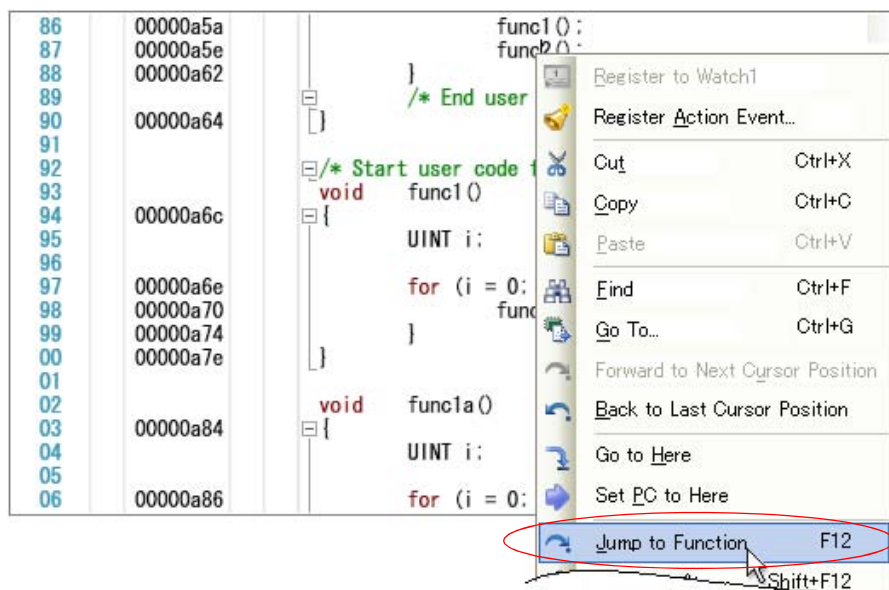 86 00000a5a func1();
87 00000a5e func2();
88 00000a62 }
89 /* End user
90 00000a64 }
91
92 /* Start user code f
93 void func1()
94 00000a6c {
95 UINT i;
96
97 00000a6e for (i = 0;
98 00000a70 func
99 00000a74 }
00 00000a7e }
01
02 void func1a()
03 00000a84 {
04 UINT i;
05
06 00000a86 for (i = 0;
Register to Watch1
Register Action Event...
Cut Ctrl+X
Copy Ctrl+C
Paste Ctrl+V
Find Ctrl+F
Go To... Ctrl+G
Forward to Next Cursor Position
Back to Last Cursor Position
Go to Here
Set PC to Here
Jump to Function F12
Shift+F12